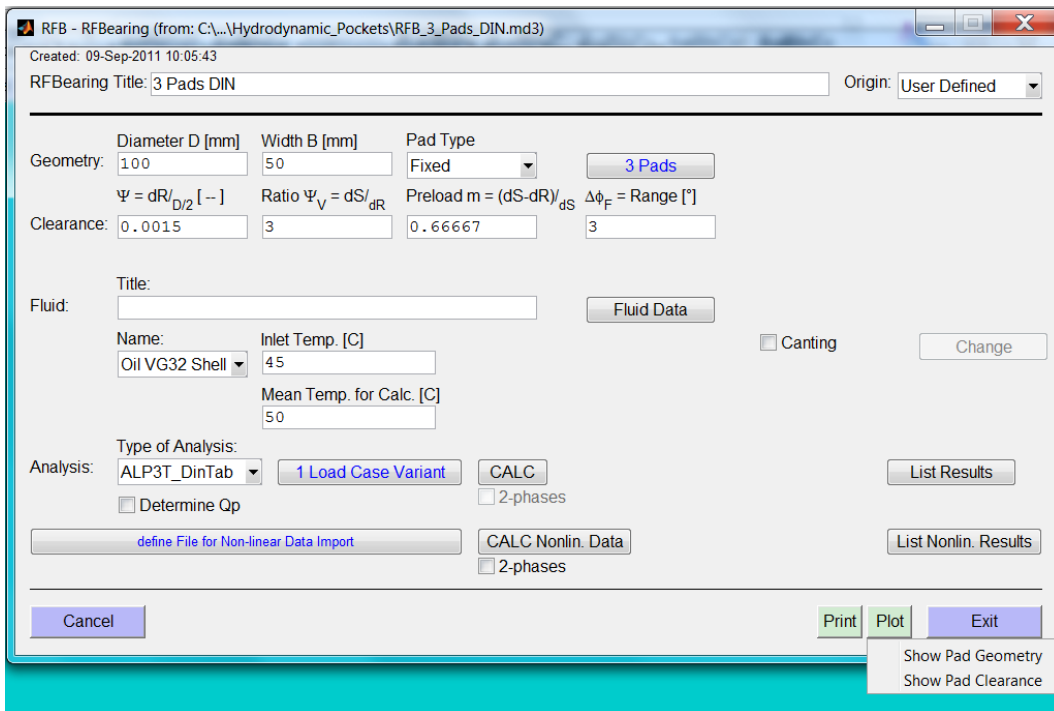 RFB - RFBearing (from: C:\...\Hydrodynamic_Pockets\RFB_3_Pads_DIN.md3)
Created: 09-Sep-2011 10:05:43
RFBearing Title: 3 Pads DIN Origin: User Defined
Diameter D [mm] Width B [mm] Pad Type
Geometry: 100 50 Fixed 3 Pads
Ψ = dR/D/2 [ -- ] Ratio ΨV = dS/dR Preload m = (dS-dR)/dS ΔϕF = Range [°]
Clearance: 0.0015 3 0.66667 3
Title:
Fluid: Fluid Data
Name: Inlet Temp. [C] Canting Change
Oil VG32 Shell 45
Mean Temp. for Calc. [C]
50
Type of Analysis:
Analysis: ALP3T_DinTab 1 Load Case Variant CALC List Results
Determine Qp 2-phases
define File for Non-linear Data Import CALC Nonlin. Data List Nonlin. Results
2-phases
Cancel Print Plot Exit
Show Pad Geometry
Show Pad Clearance